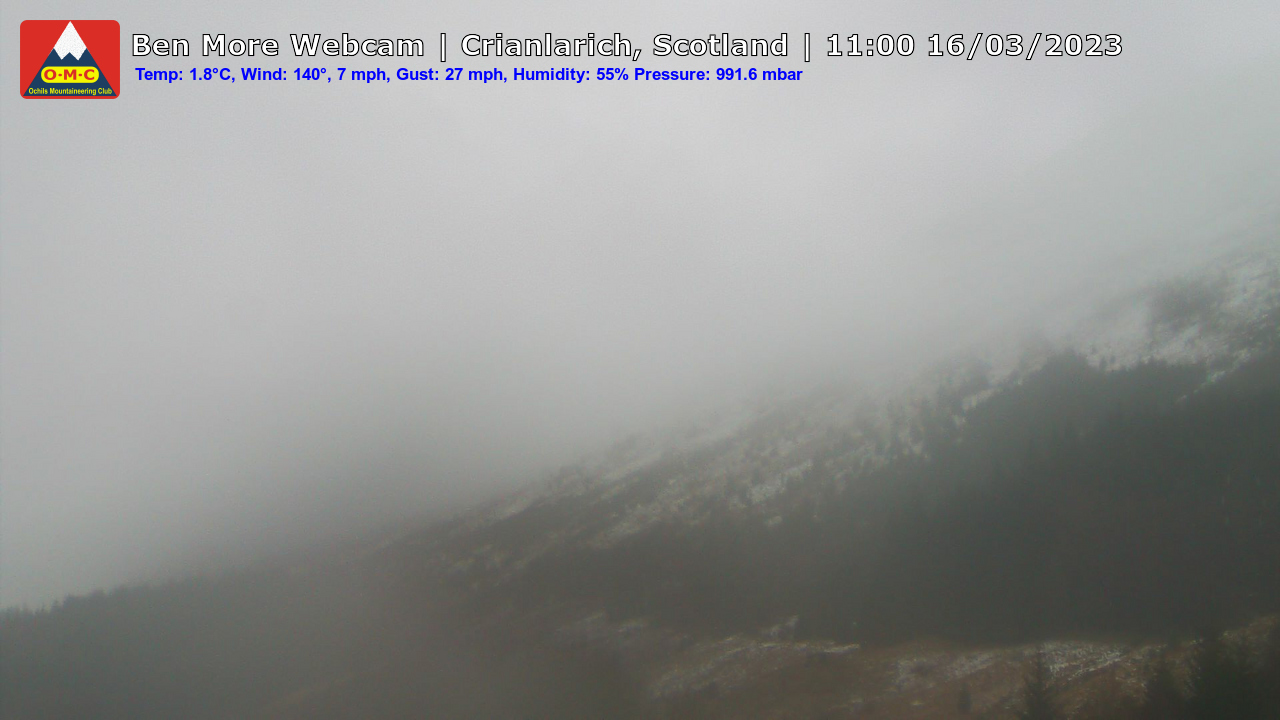 Ben More Webcam | Crianlarich, Scotland | 11:00 16/03/2023
Temp: 1.8°C, Wind: 140°, 7 mph, Gust: 27 mph, Humidity: 55% Pressure: 991.6 mbar
O-M-C
Ochils Mountaineering Club